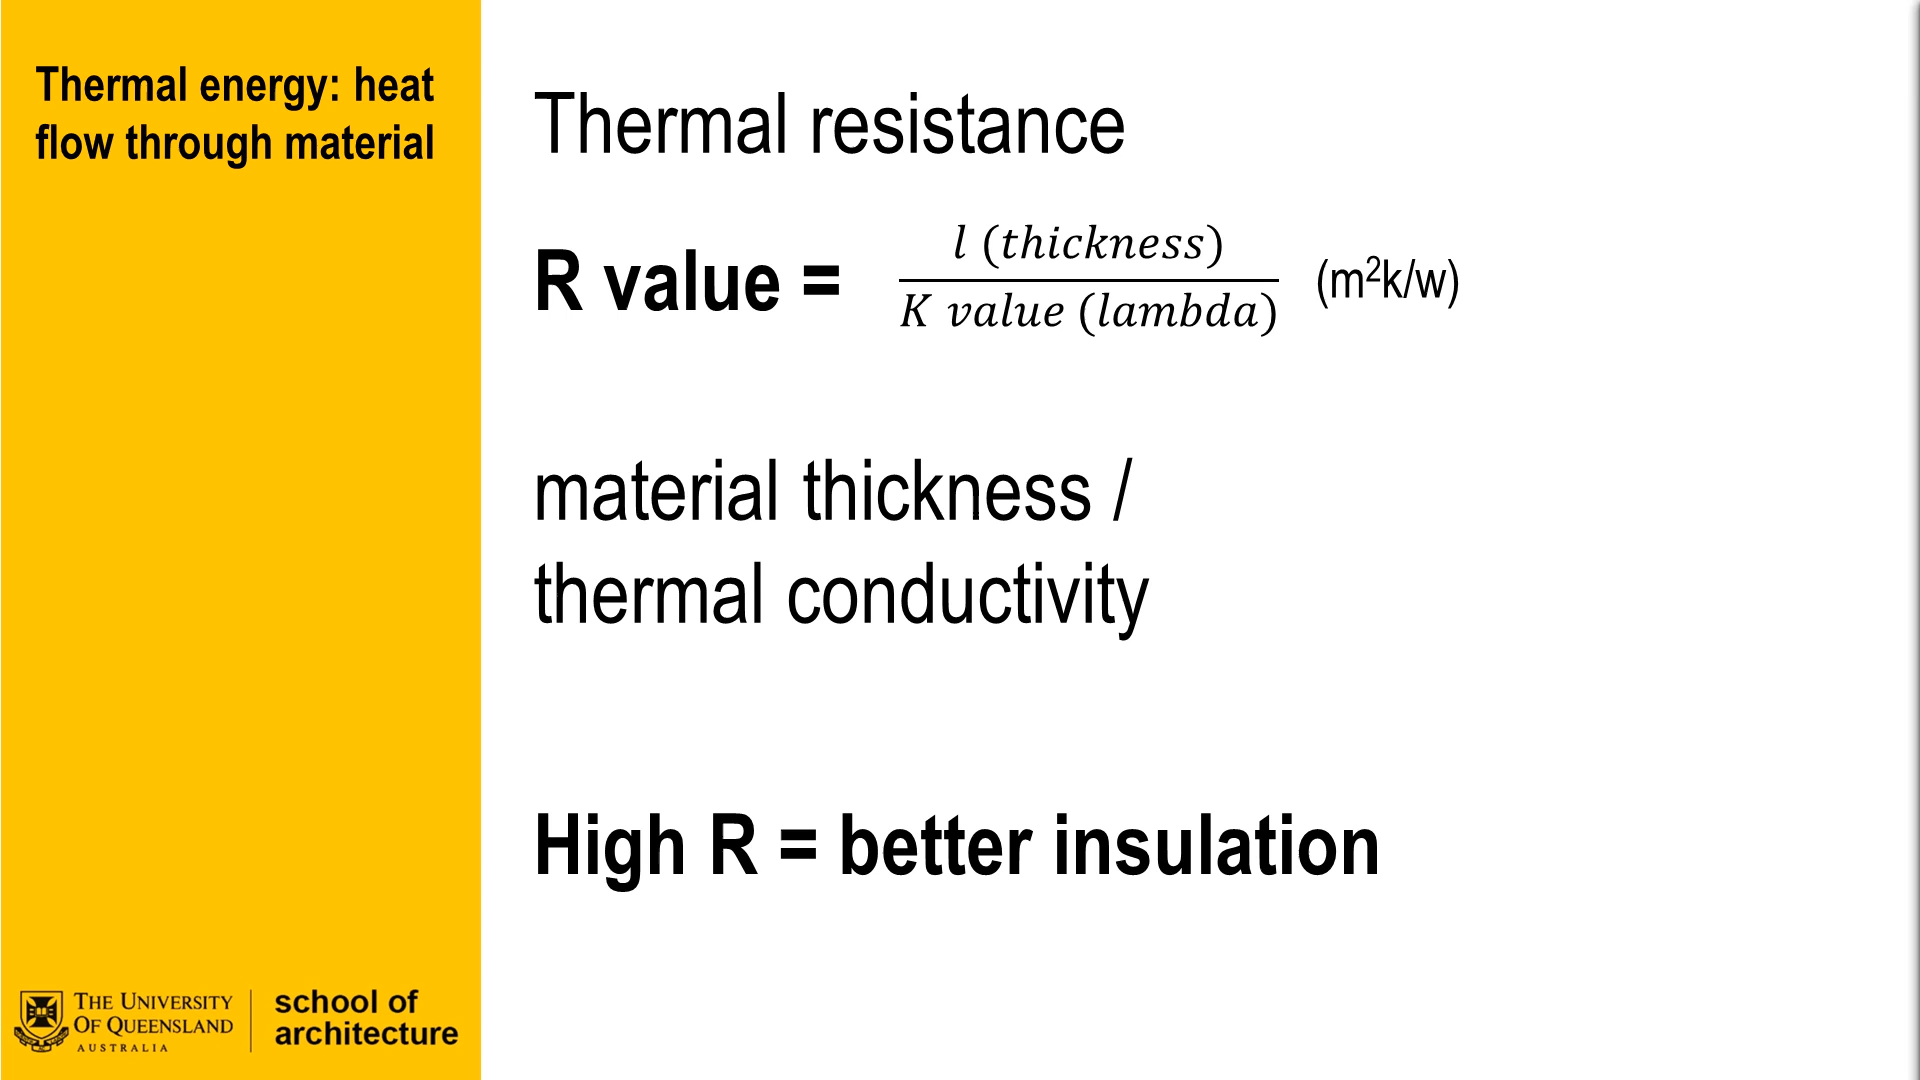 Thermal energy: heat
flow through material
Thermal resistance
R value = l (thickness) / K value (lambda) (m²k/w)
material thickness /
thermal conductivity
High R = better insulation
THE UNIVERSITY
OF QUEENSLAND
AUSTRALIA
school of
architecture